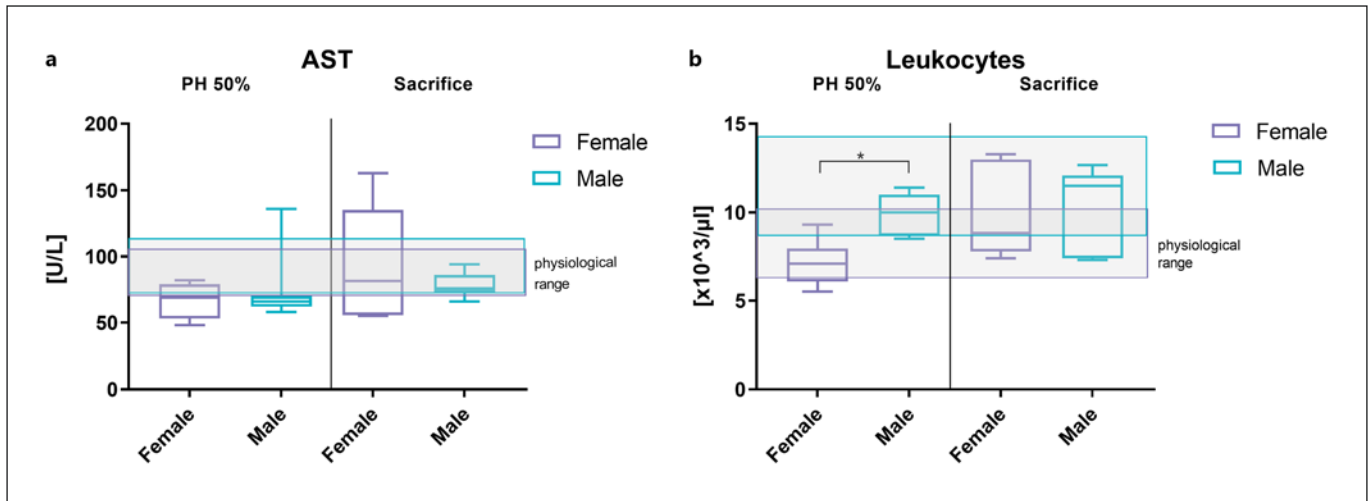 a
AST
PH 50%
Sacrifice
200
150
100
50
0
[U/L]
physiological
range
Female
Male
Female
Male
Female
Male
b
Leukocytes
PH 50%
Sacrifice
15
10
5
0
[x10^3/µl]
*
physiological
range
Female
Male
Female
Male
Female
Male